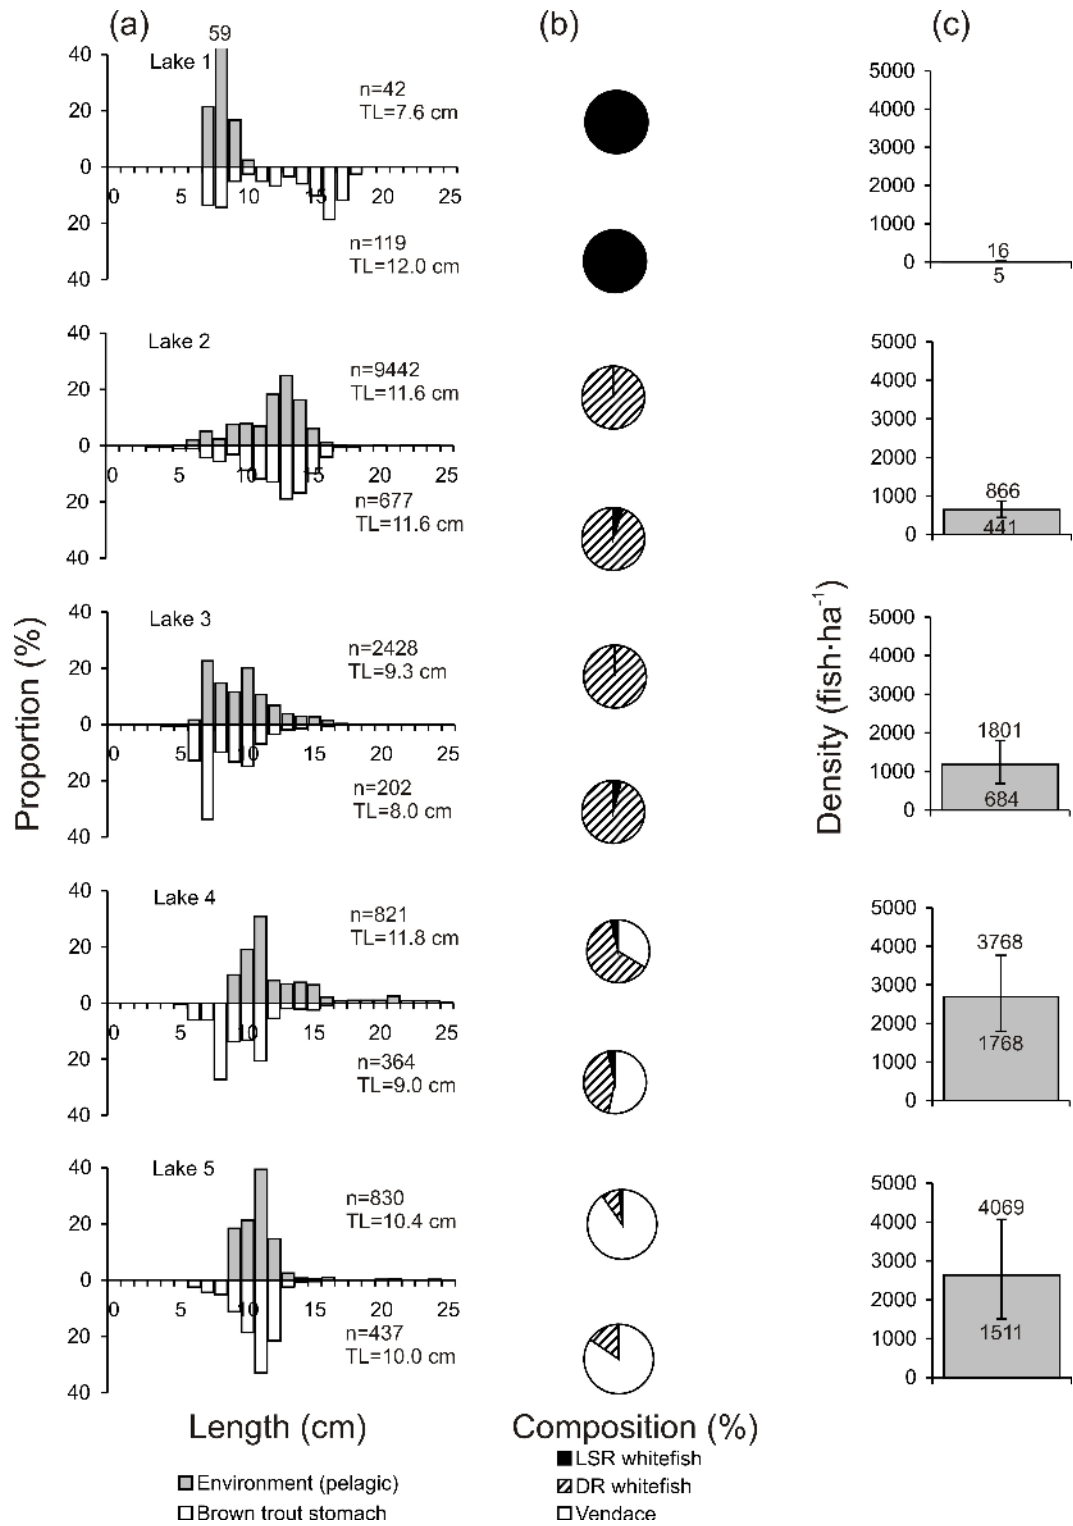 (a)
(b)
(c)
59
40
20
0
20
40
Lake 1
n=42
TL=7.6 cm
0 5 10 15 20 25
n=119
TL=12.0 cm
5000
4000
3000
2000
1000
0
16
5
40
20
0
20
40
Lake 2
n=9442
TL=11.6 cm
0 5 10 15 20 25
n=677
TL=11.6 cm
5000
4000
3000
2000
1000
0
866
441
Proportion (%)
40
20
0
20
40
Lake 3
n=2428
TL=9.3 cm
0 5 10 15 20 25
n=202
TL=8.0 cm
Density (fish·ha-1)
5000
4000
3000
2000
1000
0
1801
684
40
20
0
20
40
Lake 4
n=821
TL=11.8 cm
0 5 10 15 20 25
n=364
TL=9.0 cm
5000
4000
3000
2000
1000
0
3768
1768
40
20
0
20
40
Lake 5
n=830
TL=10.4 cm
0 5 10 15 20 25
n=437
TL=10.0 cm
5000
4000
3000
2000
1000
0
4069
1511
Length (cm)
Environment (pelagic)
Brown trout stomach
Composition (%)
LSR whitefish
DR whitefish
Vendace